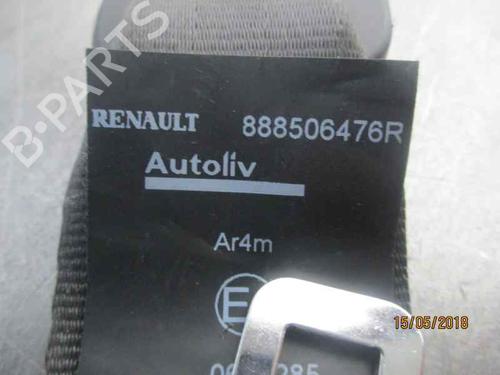 RENAULT 888506476R
Autoliv
Ar4m
E
B-PARTS
15/05/2018